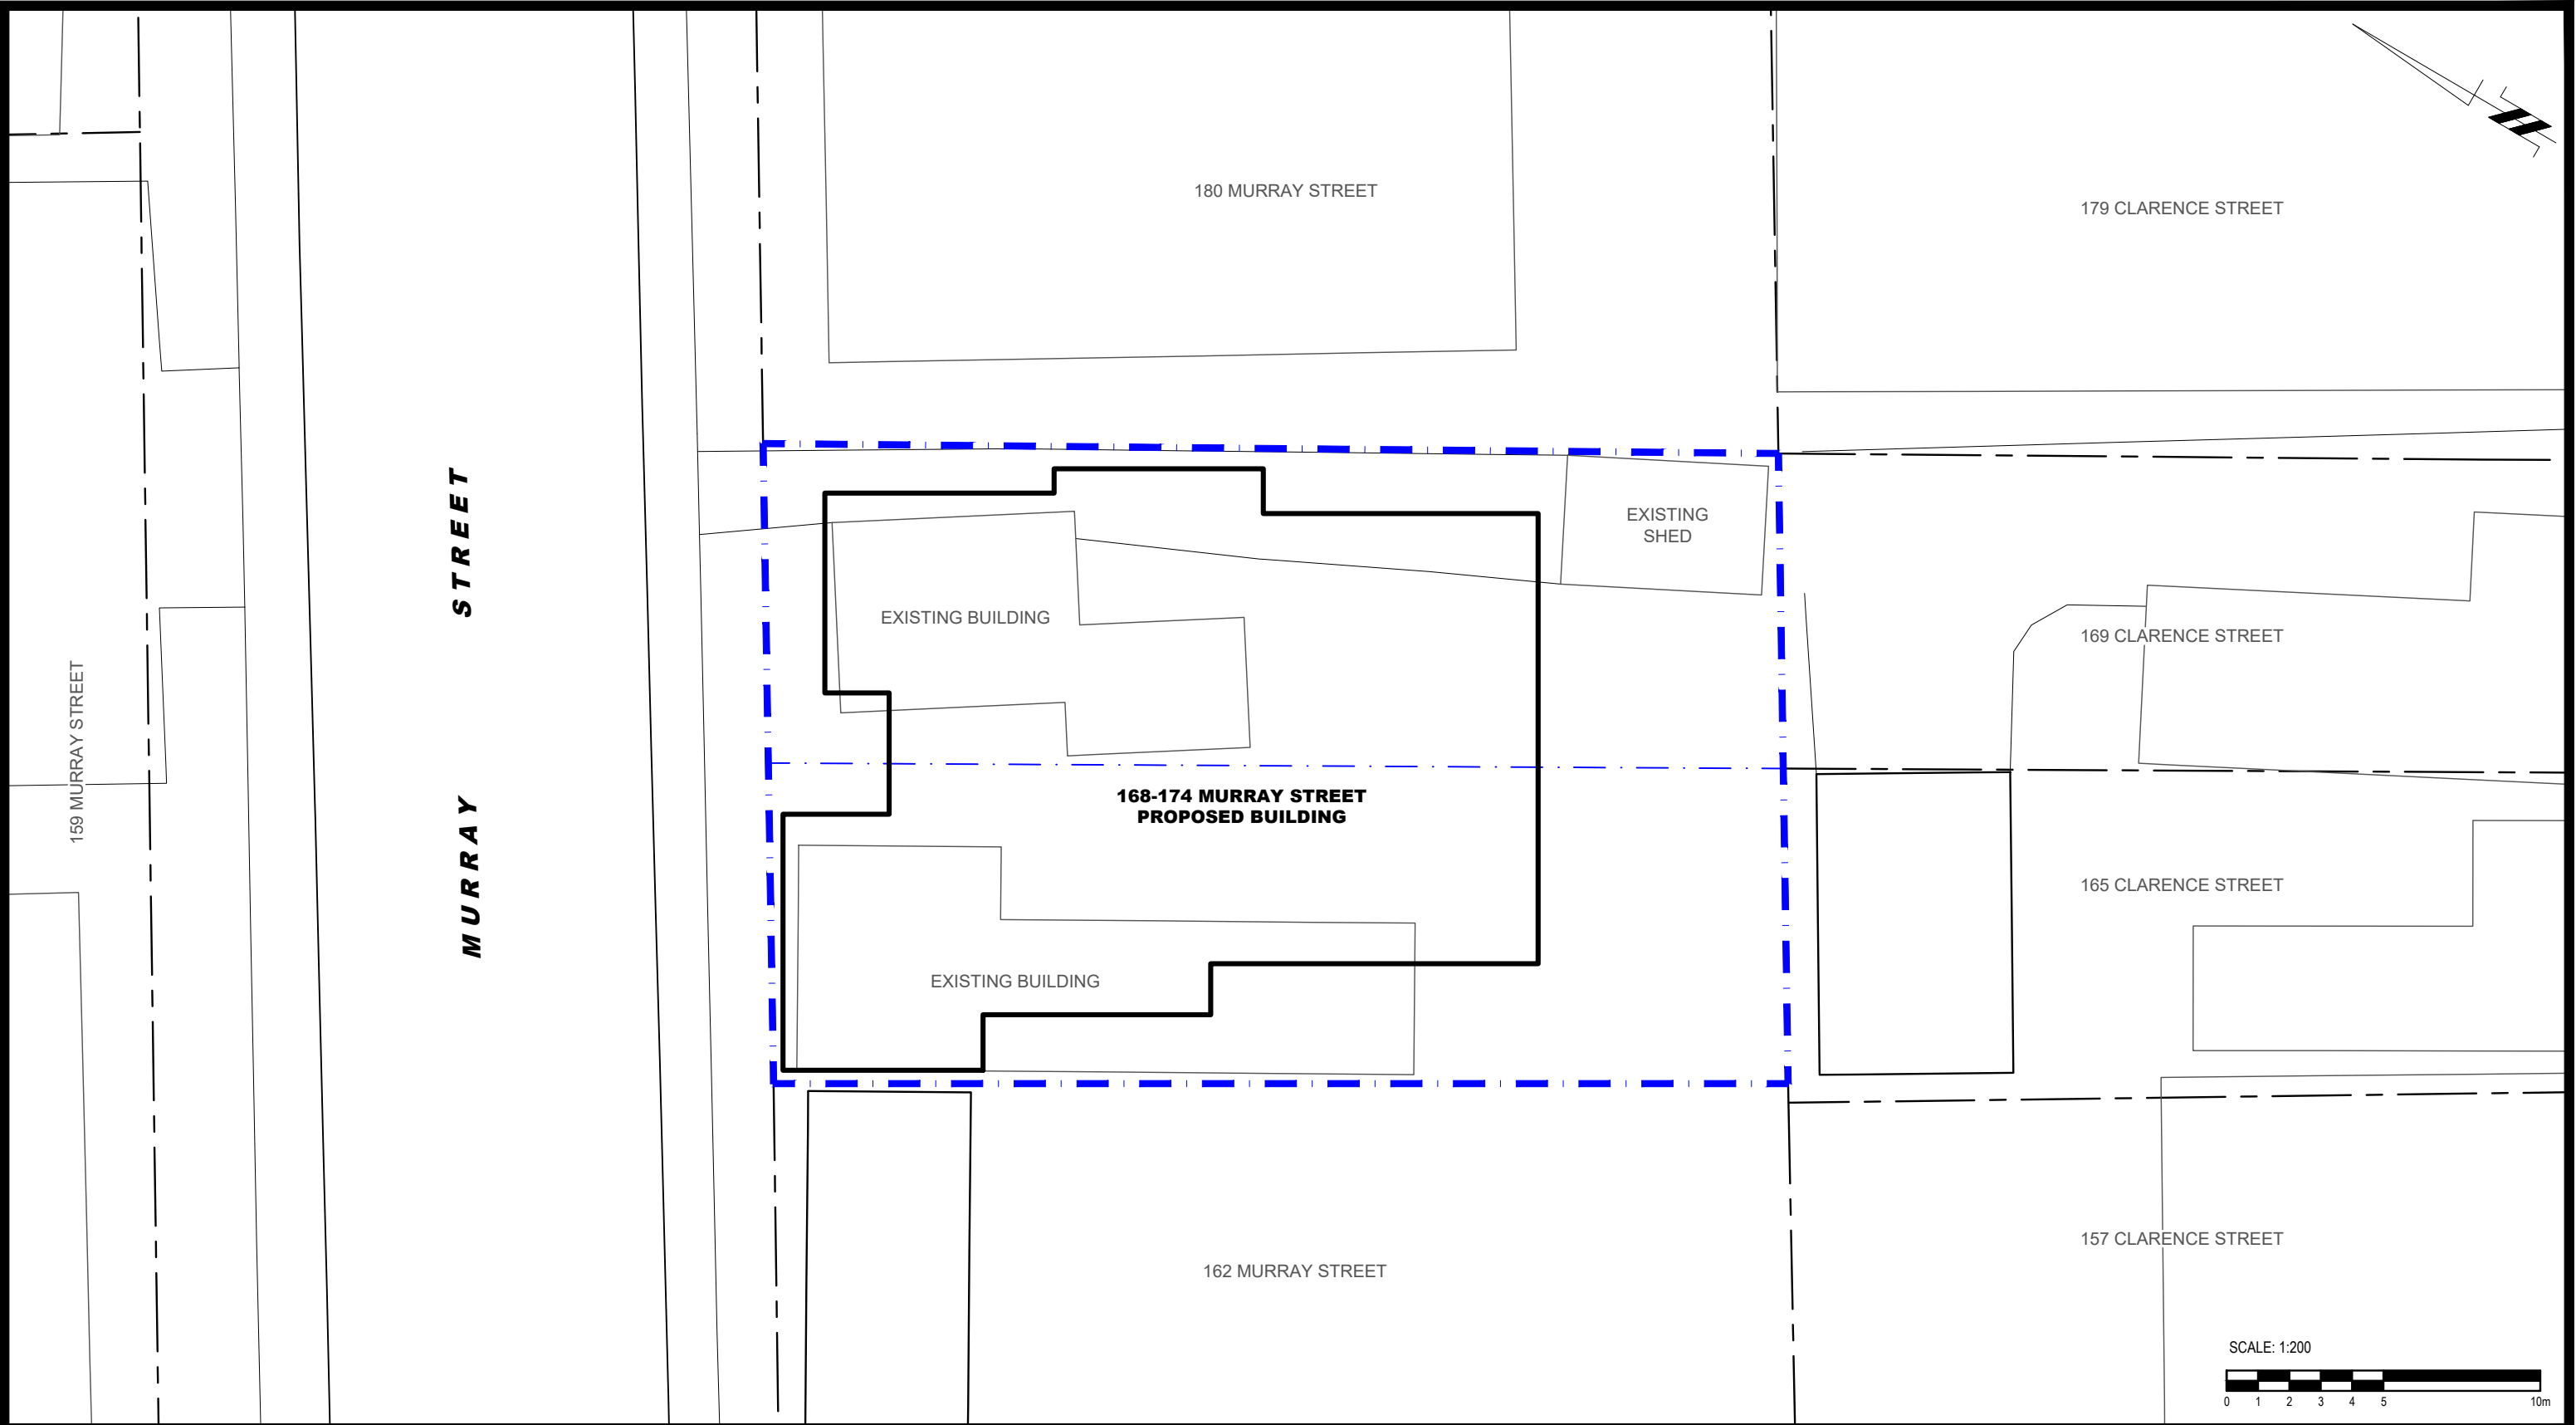 180 MURRAY STREET
179 CLARENCE STREET
EXISTING
SHED
EXISTING BUILDING
169 CLARENCE STREET
MURRAY STREET
159 MURRAY STREET
168-174 MURRAY STREET
PROPOSED BUILDING
165 CLARENCE STREET
EXISTING BUILDING
162 MURRAY STREET
157 CLARENCE STREET
SCALE: 1:200
0 1 2 3 4 5 10m